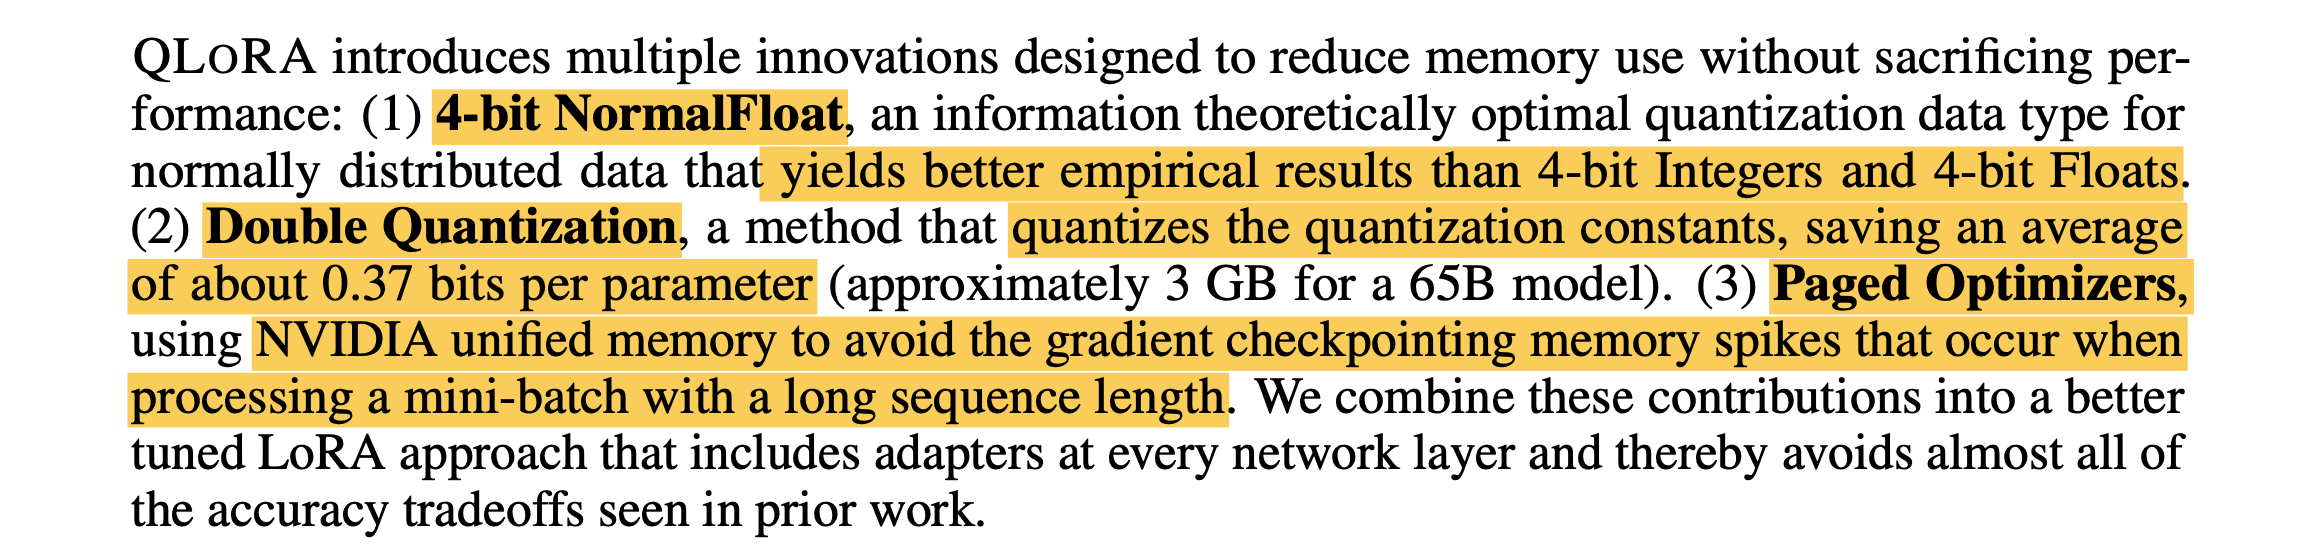 QLORA introduces multiple innovations designed to reduce memory use without sacrificing per-
formance: (1) 4-bit NormalFloat, an information theoretically optimal quantization data type for
normally distributed data that yields better empirical results than 4-bit Integers and 4-bit Floats.
(2) Double Quantization, a method that quantizes the quantization constants, saving an average
of about 0.37 bits per parameter (approximately 3 GB for a 65B model). (3) Paged Optimizers,
using NVIDIA unified memory to avoid the gradient checkpointing memory spikes that occur when
processing a mini-batch with a long sequence length. We combine these contributions into a better
tuned LoRA approach that includes adapters at every network layer and thereby avoids almost all of
the accuracy tradeoffs seen in prior work.